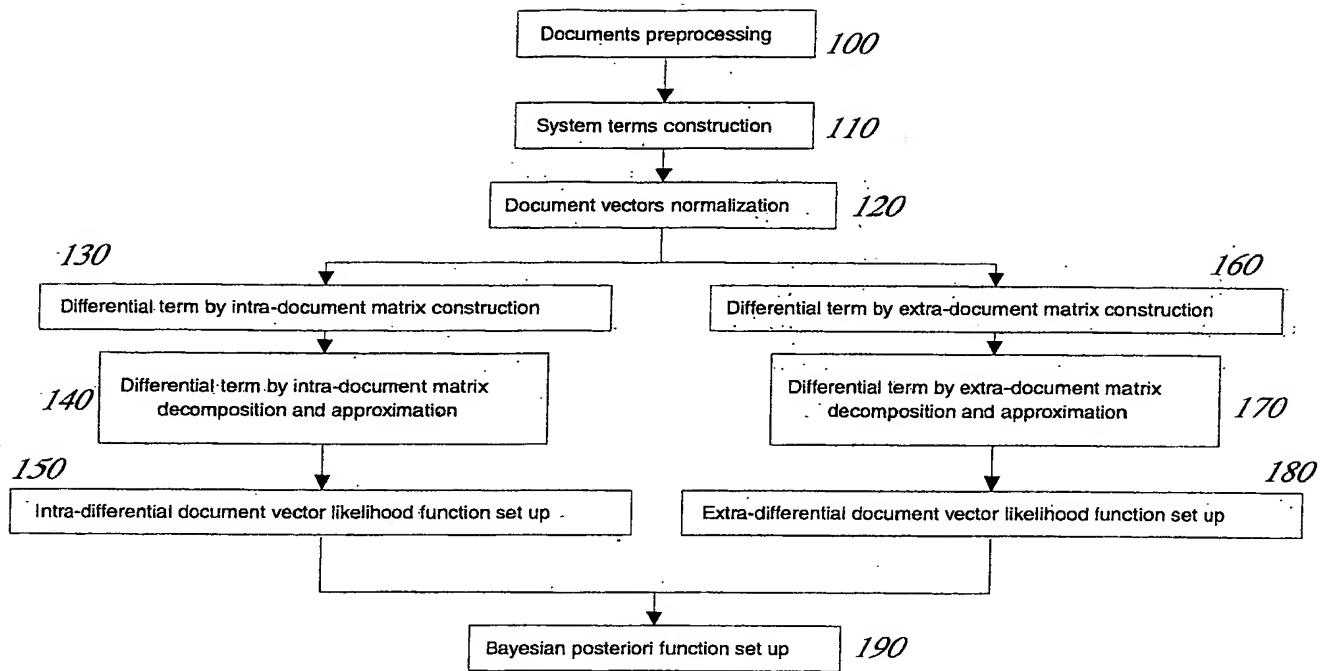 Documents preprocessing 100
System terms construction 110
Document vectors normalization 120
130
160
Differential term by intra-document matrix construction
Differential term by extra-document matrix construction
140
Differential term by intra-document matrix
decomposition and approximation
Differential term by extra-document matrix
decomposition and approximation
170
150
180
Intra-differential document vector likelihood function set up
Extra-differential document vector likelihood function set up
Bayesian posteriori function set up 190